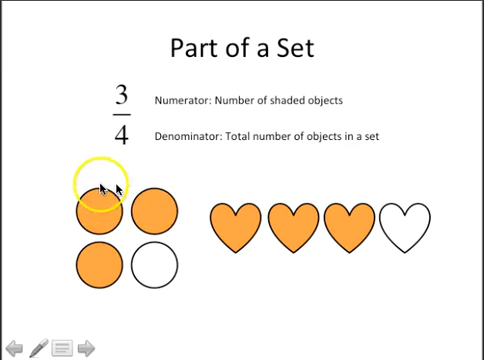 Part of a Set
3
Numerator: Number of shaded objects
4
Denominator: Total number of objects in a set